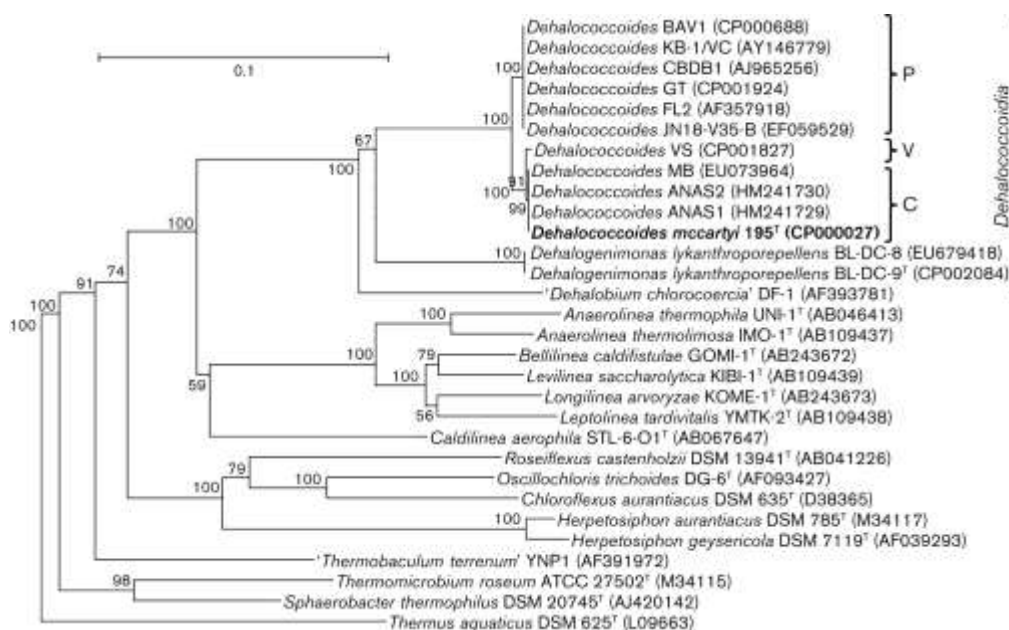 Dehalococcoides BAV1 (CP000688)
Dehalococcoides KB-1/VC (AY146779)
0.1
100
Dehalococcoides CBDB1 (AJ965256)
P
Dehalococcoides GT (CP001924)
Dehalococcoides FL2 (AF357918)
100
Dehalococcoides JN18-V35-B (EF059529)
67
Dehalococcoides VS (CP001827)
V
Dehalococcoidia
100
Dehalococcoides MB (EU073964)
91
100
Dehalococcoides ANAS2 (HM241730)
99
Dehalococcoides ANAS1 (HM241729)
C
100
Dehalococcoides mccartyi 195T (CP000027)
100
Dehalogenimonas lykanthroporepellens BL-DC-8 (EU679418)
74
Dehalogenimonas lykanthroporepellens BL-DC-9T (CP002084)
91
'Dehalobium chlorocoercia' DF-1 (AF393781)
100
100
100
Anaerolinea thermophila UNI-1T (AB046413)
100
Anaerolinea thermolimosa IMO-1T (AB109437)
79
Bellilinea caldifistulae GOMI-1T (AB243672)
59
100
Levilinea saccharolytica KIBI-1T (AB109439)
Longilinea arvoryzae KOME-1T (AB243673)
56
Leptolinea tardivitalis YMTK-2T (AB109438)
Caldilinea aerophila STL-6-O1T (AB067647)
79
Roseiflexus castenholzii DSM 13941T (AB041226)
100
100
Oscillochloris trichoides DG-6T (AF093427)
Chloroflexus aurantiacus DSM 635T (D38365)
100
Herpetosiphon aurantiacus DSM 785T (M34117)
Herpetosiphon geysericola DSM 7119T (AF039293)
'Thermobaculum terrenum' YNP1 (AF391972)
98
Thermomicrobium roseum ATCC 27502T (M34115)
Sphaerobacter thermophilus DSM 20745T (AJ420142)
Thermus aquaticus DSM 625T (L09663)